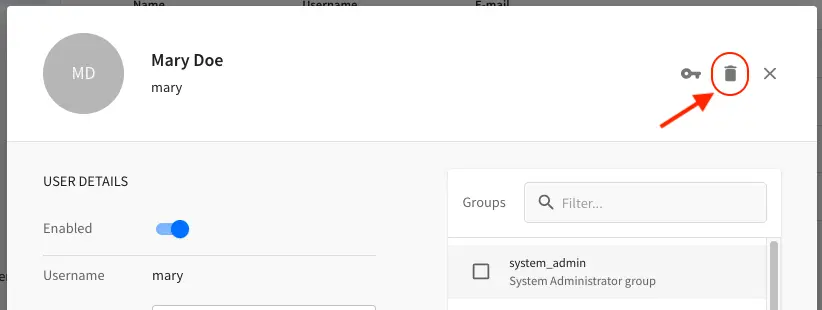 Name Username E-mail
MD
Mary Doe
mary
USER DETAILS
Enabled
Username mary
Groups
Filter...
system_admin
System Administrator group